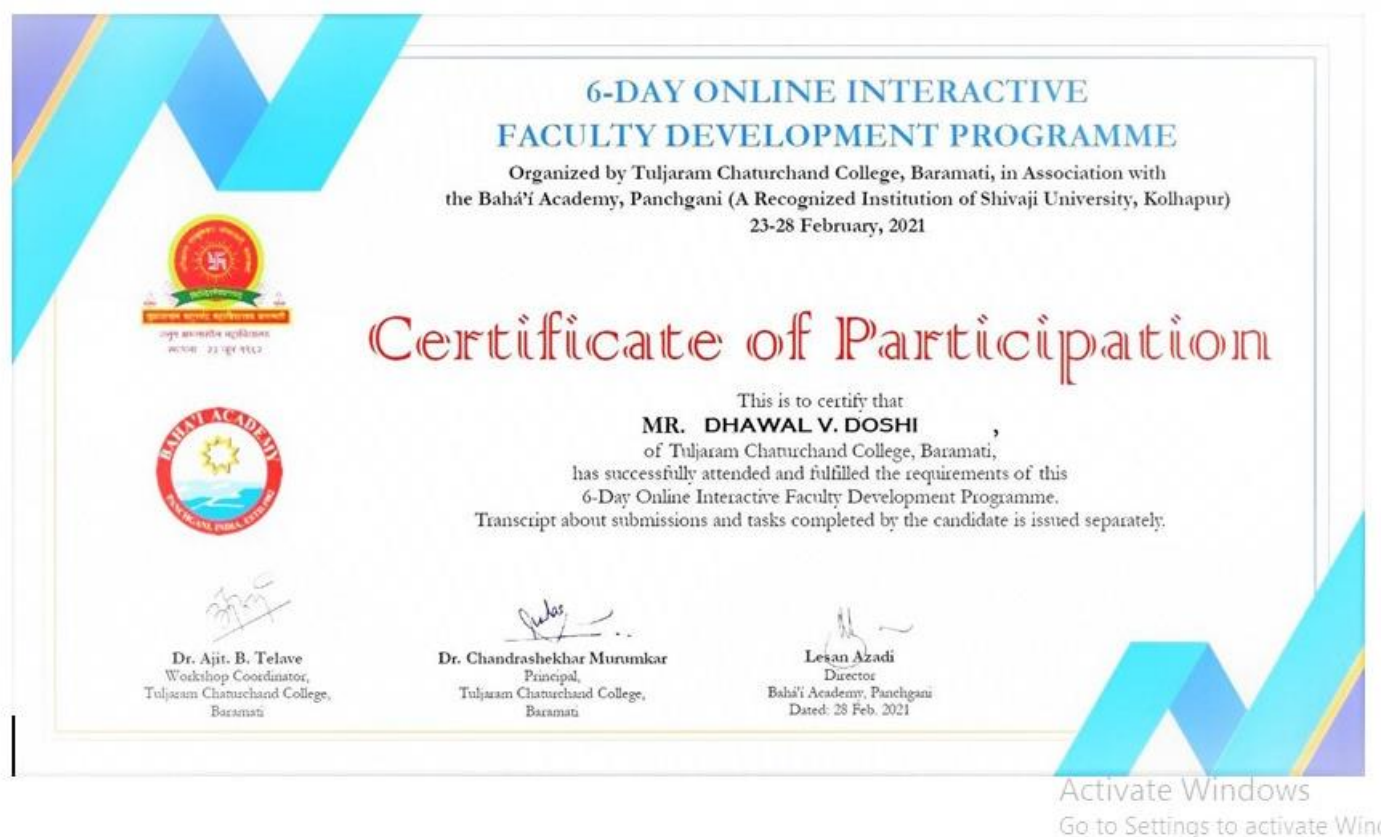 6-DAY ONLINE INTERACTIVE
FACULTY DEVELOPMENT PROGRAMME
Organized by Tuljaram Chaturchand College, Baramati, in Association with
the Bahá'í Academy, Panchgani (A Recognized Institution of Shivaji University, Kolhapur)
23-28 February, 2021
Certificate of Participation
This is to certify that
MR. DHAWAL V. DOSHI ,
of Tuljaram Chaturchand College, Baramati,
has successfully attended and fulfilled the requirements of this
6-Day Online Interactive Faculty Development Programme.
Transcript about submissions and tasks completed by the candidate is issued separately.
BAHA'I ACADEMY
PANCHGANI, INDIA, ESTD 1982
Dr. Ajit. B. Telave
Workshop Coordinator,
Tuljaram Chaturchand College,
Baramati
Dr. Chandrashekhar Murumkar
Principal,
Tuljaram Chaturchand College,
Baramati
Lesan Azadi
Director
Bahá'í Academy, Panchgani
Dated: 28 Feb. 2021
Activate Windows
Go to Settings to activate Win